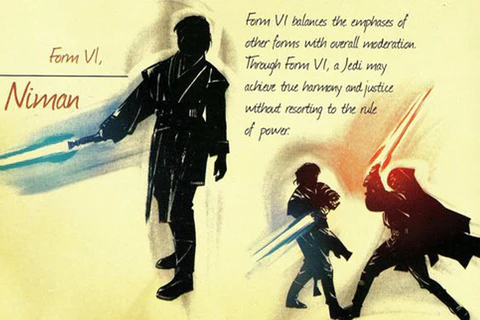 Form VI,
Niman
Form VI balances the emphases of
other forms with overall moderation.
Through Form VI, a Jedi may
achieve true harmony and justice
without resorting to the rule
of power.